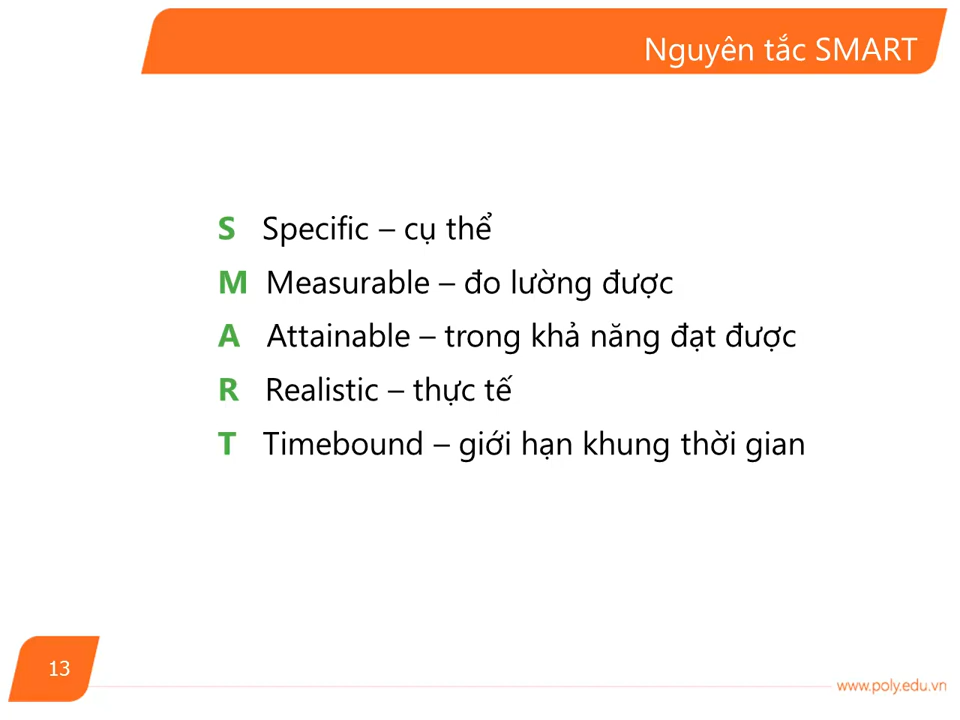 Nguyên tắc SMART
S Specific – cụ thể
M Measurable – đo lường được
A Attainable – trong khả năng đạt được
R Realistic – thực tế
T Timebound – giới hạn khung thời gian
13
www.poly.edu.vn